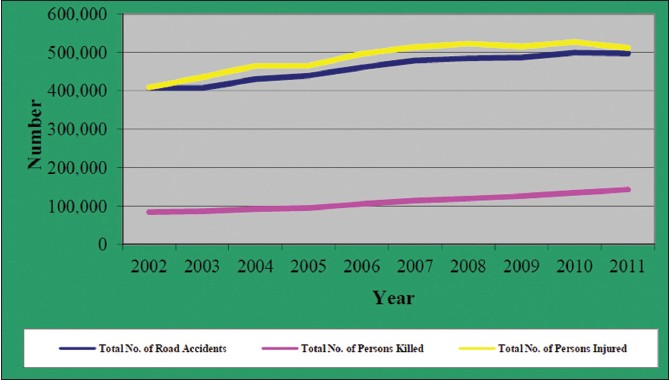 600,000
500,000
400,000
300,000
200,000
100,000
0
Number
2002 2003 2004 2005 2006 2007 2008 2009 2010 2011
Year
Total No. of Road Accidents Total No. of Persons Killed Total No. of Persons Injured